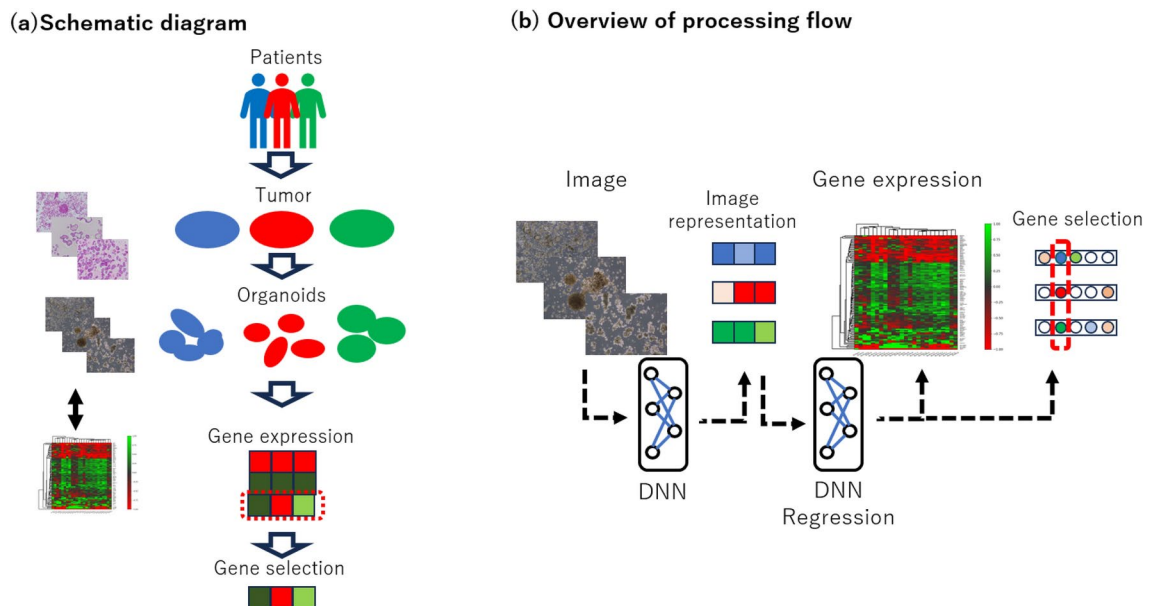 (a)Schematic diagram
Patients
Tumor
Organoids
Gene expression
Gene selection
(b) Overview of processing flow
Image
Image
representation
Gene expression
Gene selection
DNN
DNN
Regression